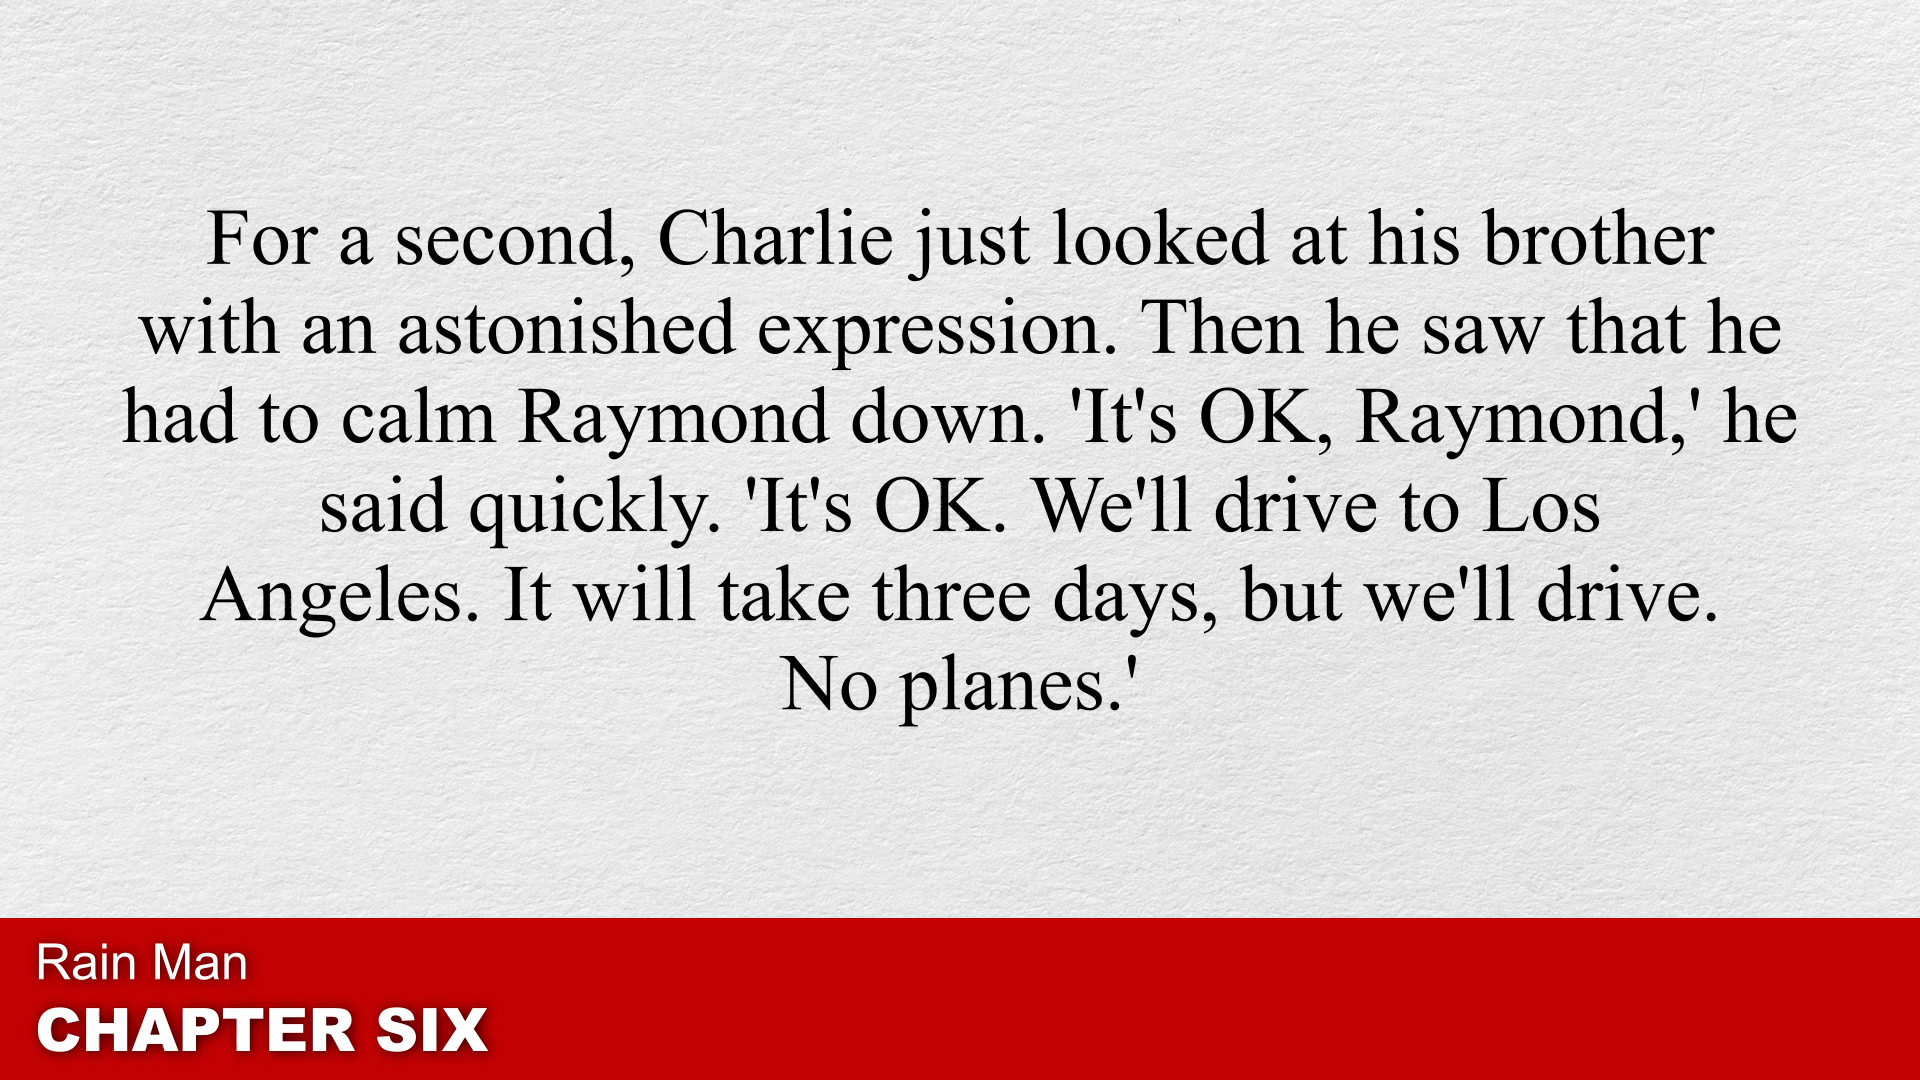 For a second, Charlie just looked at his brother
with an astonished expression. Then he saw that he
had to calm Raymond down. 'It's OK, Raymond,' he
said quickly. 'It's OK. We'll drive to Los
Angeles. It will take three days, but we'll drive.
No planes.'
Rain Man
CHAPTER SIX